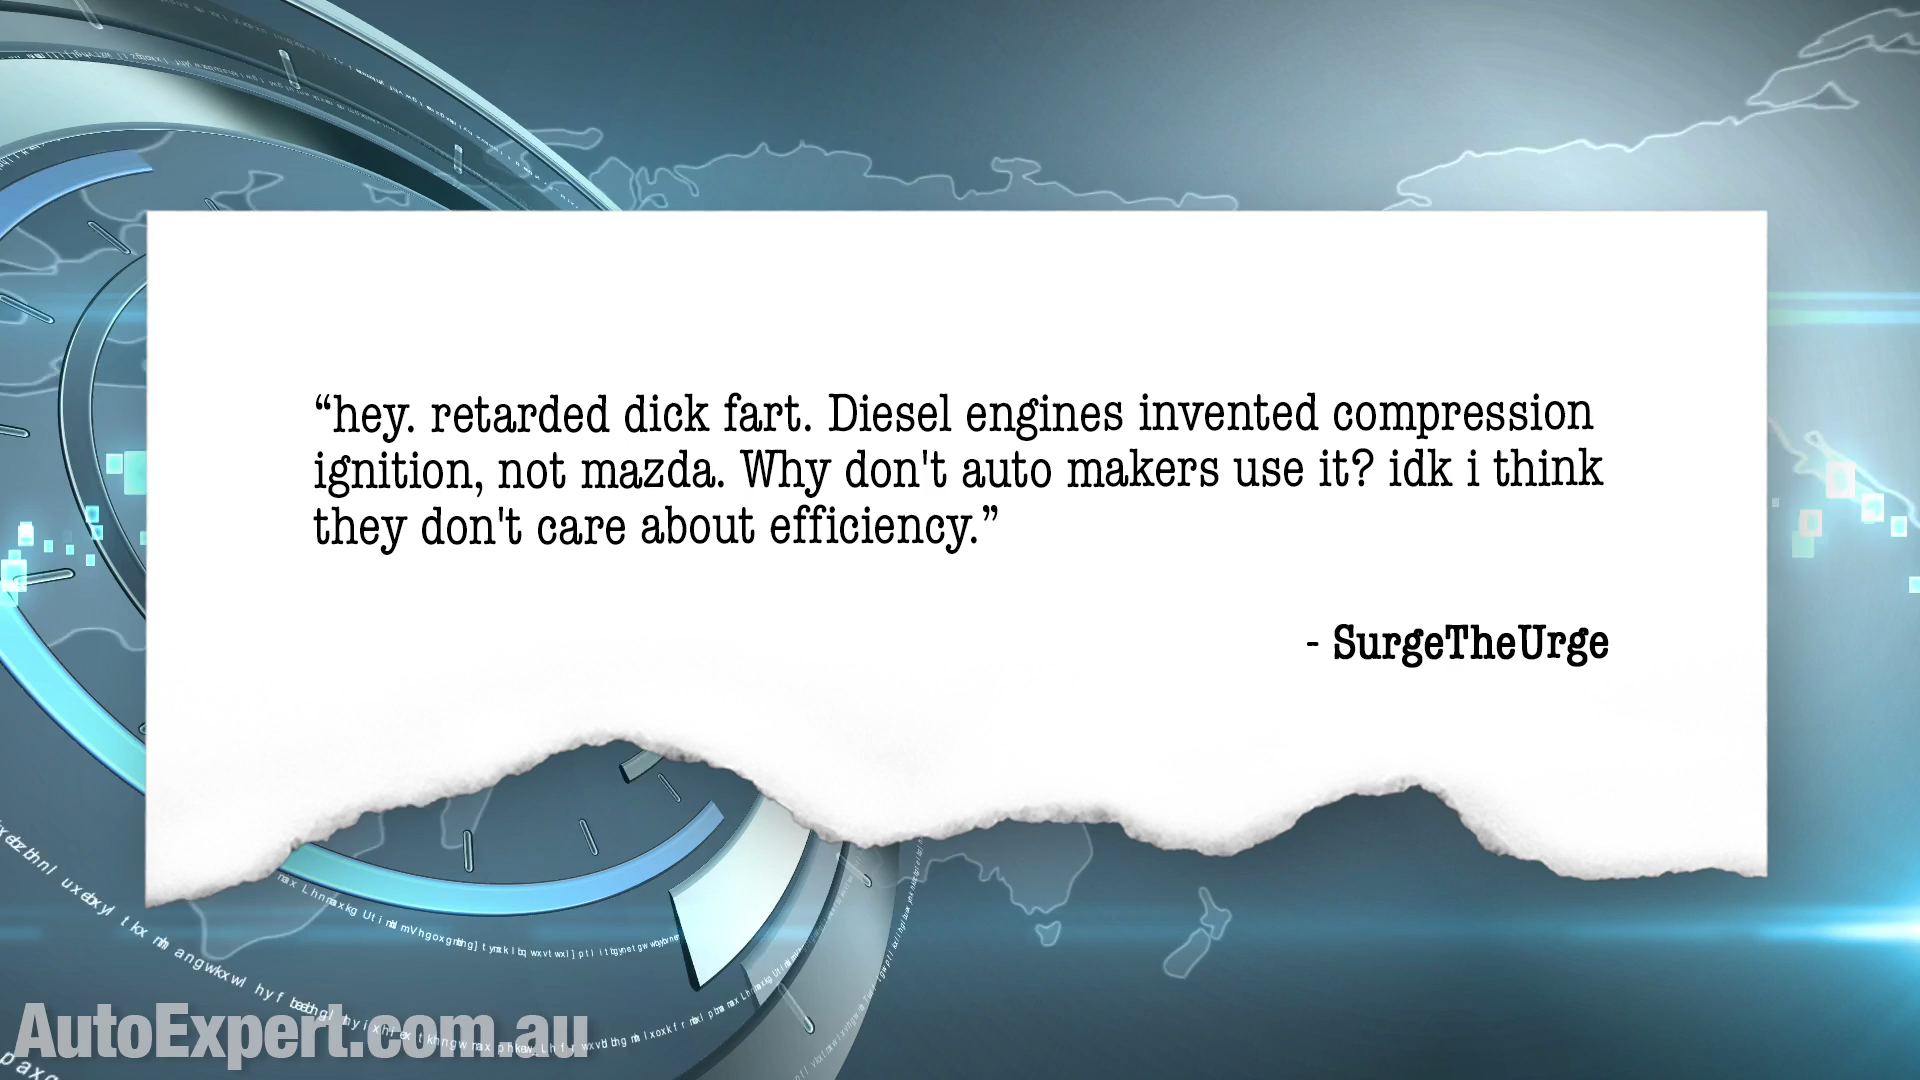 “hey. retarded dick fart. Diesel engines invented compression
ignition, not mazda. Why don't auto makers use it? idk i think
they don't care about efficiency.”
- SurgeTheUrge
AutoExpert.com.au